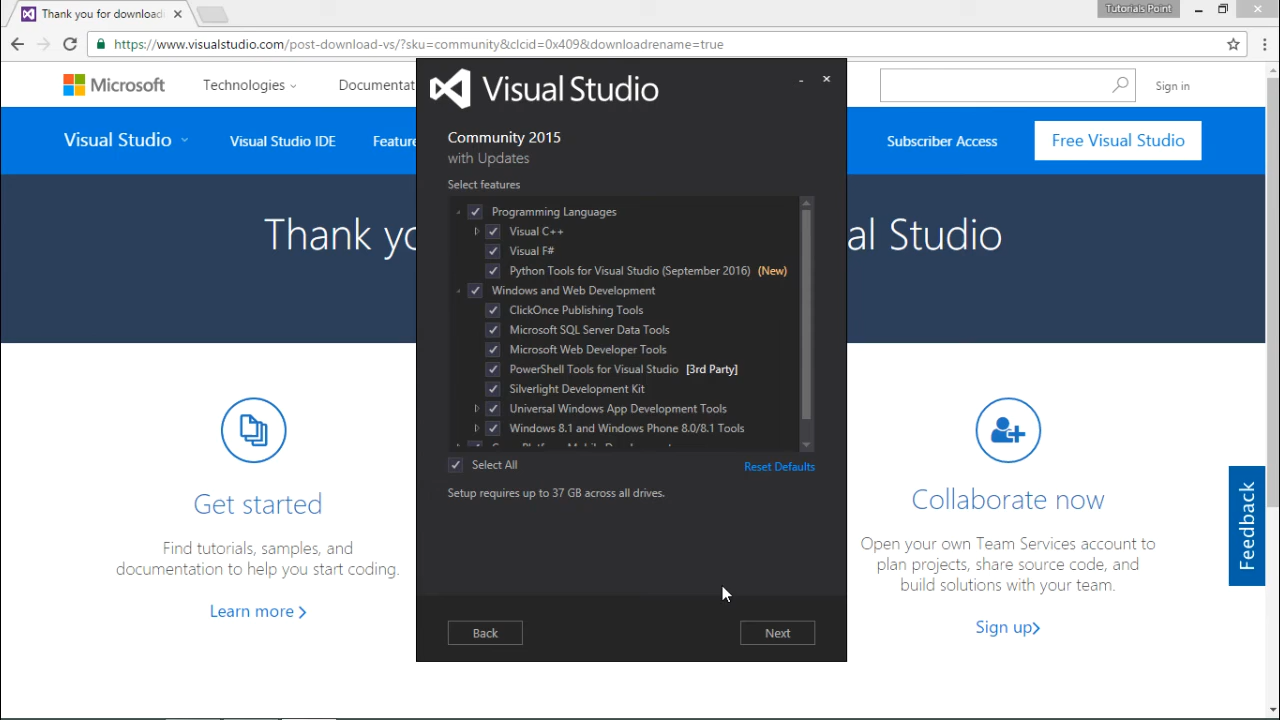 Thank you for download
Tutorials Point
https://www.visualstudio.com/post-download-vs/?sku=community&clcid=0x409&downloadrename=true
Microsoft
Technologies
Documentat
Sign in
Visual Studio
Visual Studio IDE
Feature
Subscriber Access
Free Visual Studio
Thank yo
al Studio
Visual Studio
Community 2015
with Updates
Select features
Programming Languages
Visual C++
Visual F#
Python Tools for Visual Studio (September 2016) (New)
Windows and Web Development
ClickOnce Publishing Tools
Microsoft SQL Server Data Tools
Microsoft Web Developer Tools
PowerShell Tools for Visual Studio [3rd Party]
Silverlight Development Kit
Universal Windows App Development Tools
Windows 8.1 and Windows Phone 8.0/8.1 Tools
Select All
Reset Defaults
Setup requires up to 37 GB across all drives.
Back
Next
Get started
Find tutorials, samples, and
documentation to help you start coding.
Learn more
Collaborate now
Open your own Team Services account to
plan projects, share source code, and
build solutions with your team.
Sign up
Feedback